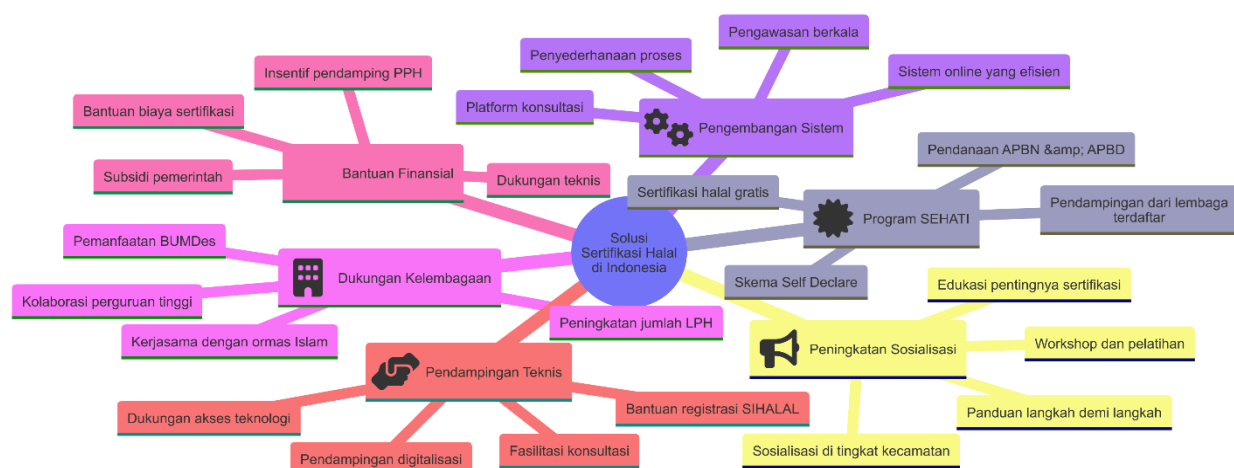 Solusi
Sertifikasi Halal
di Indonesia
Pengembangan Sistem
Penyederhanaan proses
Pengawasan berkala
Sistem online yang efisien
Platform konsultasi
Program SEHATI
Pendanaan APBN &amp; APBD
Sertifikasi halal gratis
Pendampingan dari lembaga
terdaftar
Skema Self Declare
Peningkatan Sosialisasi
Edukasi pentingnya sertifikasi
Workshop dan pelatihan
Panduan langkah demi langkah
Sosialisasi di tingkat kecamatan
Pendampingan Teknis
Bantuan registrasi SIHALAL
Fasilitasi konsultasi
Pendampingan digitalisasi
Dukungan akses teknologi
Dukungan Kelembagaan
Pemanfaatan BUMDes
Kolaborasi perguruan tinggi
Kerjasama dengan ormas Islam
Peningkatan jumlah LPH
Bantuan Finansial
Insentif pendamping PPH
Bantuan biaya sertifikasi
Subsidi pemerintah
Dukungan teknis